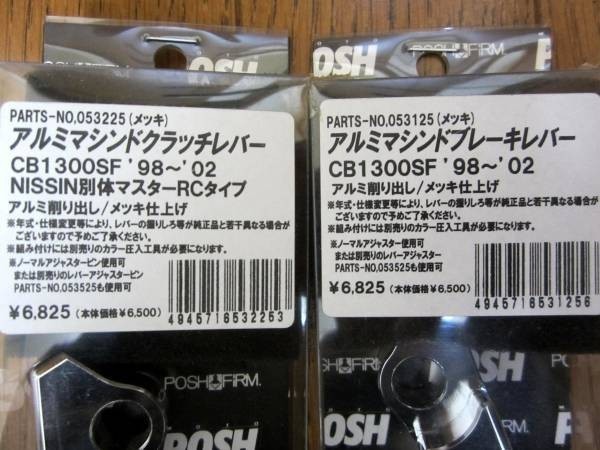 OSH
POSH FIRM.
POSH
PARTS-NO,053225(メッキ)
アルミマシンドクラッチレバー
CB1300SF '98〜'02
NISSIN別体マスターRCタイプ
アルミ削り出し/メッキ仕上げ
※年式・仕様変更等により、レバーの握りしろ等が純正品と若干異なる場合が
ございますので予めご了承ください。
※組み付けには別売りのカラー圧入工具が必要になります。
※ノーマルアジャスターピン使用可
または別売りのレバーアジャスターピン
PARTS-NO,053525も使用可
¥6,825(本体価格¥6,500)
4945716532253
POSH FIRM.
POSH
OSH
FIRM.
PARTS-NO,053125(メッキ)
アルミマシンドブレーキレバー
CB1300SF '98〜'02
アルミ削り出し/メッキ仕上げ
※年式・仕様変更等により、レバーの握りしろ等が純正品と若干異なる場合が
ございますので予めご了承ください。
※組み付けには別売りのカラー圧入工具が必要になります。
※ノーマルアジャスター使用可
または別売りのレバーアジャスター
PARTS-NO,053525も使用可
¥6,825(本体価格¥6,500)
4945716531256
POSH FIRM.
OSH